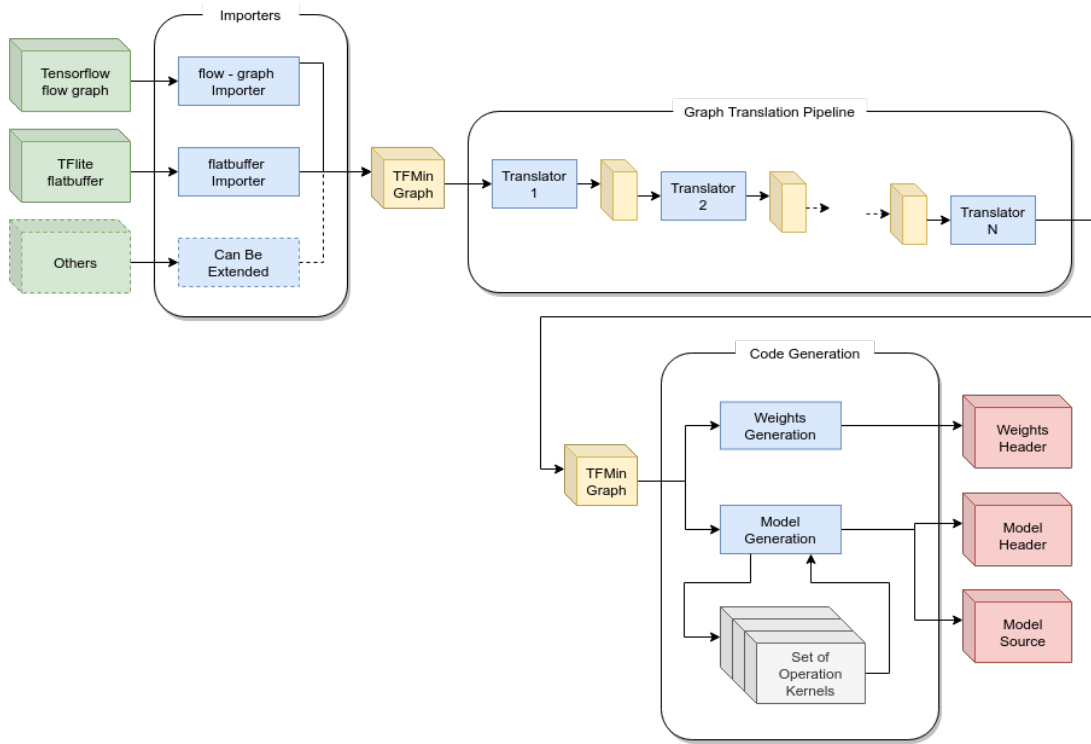 Importers
Tensorflow
flow graph
flow - graph
Importer
TFlite
flatbuffer
flatbuffer
Importer
Others
Can Be
Extended
TFMin
Graph
Graph Translation Pipeline
Translator
1
Translator
2
Translator
N
Code Generation
TFMin
Graph
Weights
Generation
Model
Generation
Set of
Operation
Kernels
Weights
Header
Model
Header
Model
Source